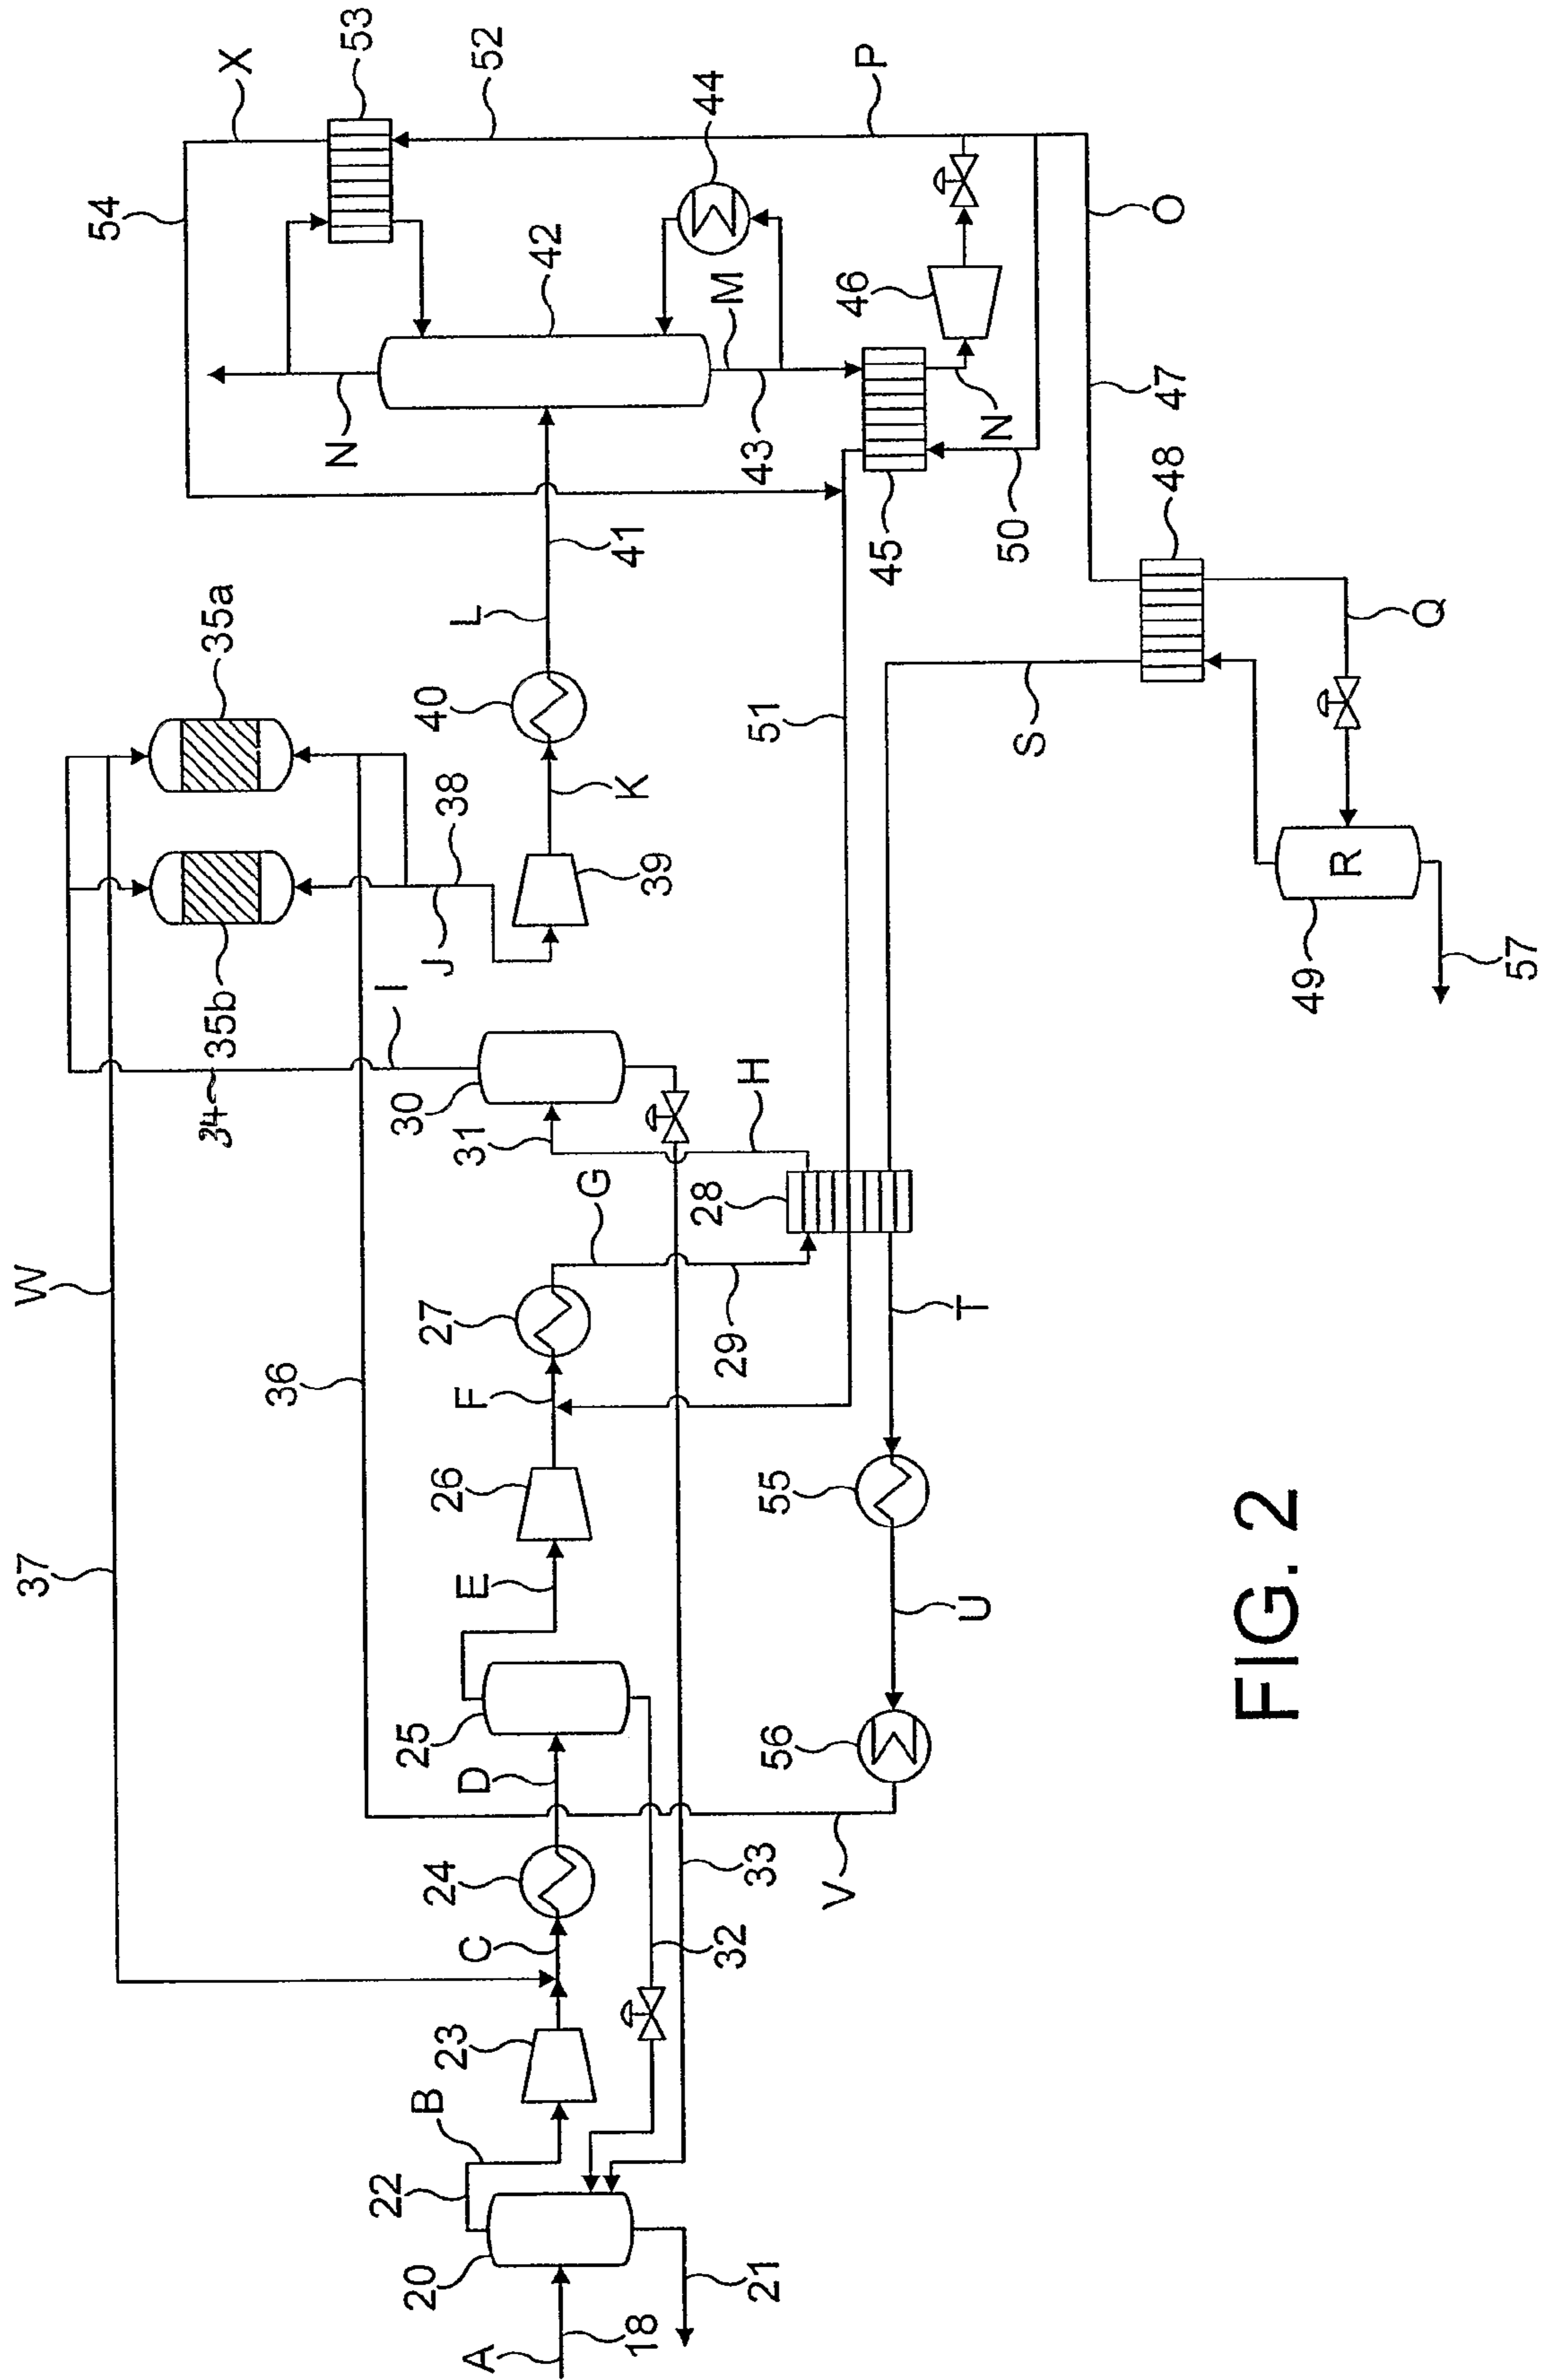 X
53
52
P
54
44
42
N
M
46
O
43
N
47
41
45
50
48
L
35a
40
51
S
Q
K
38
39
J
35b
I
34
30
31
H
R
49
57
28
G
W
27
29
T
36
F
26
55
37
E
U
25
56
D
24
33
V
C
32
23
B
22
20
21
18
A
FIG. 2